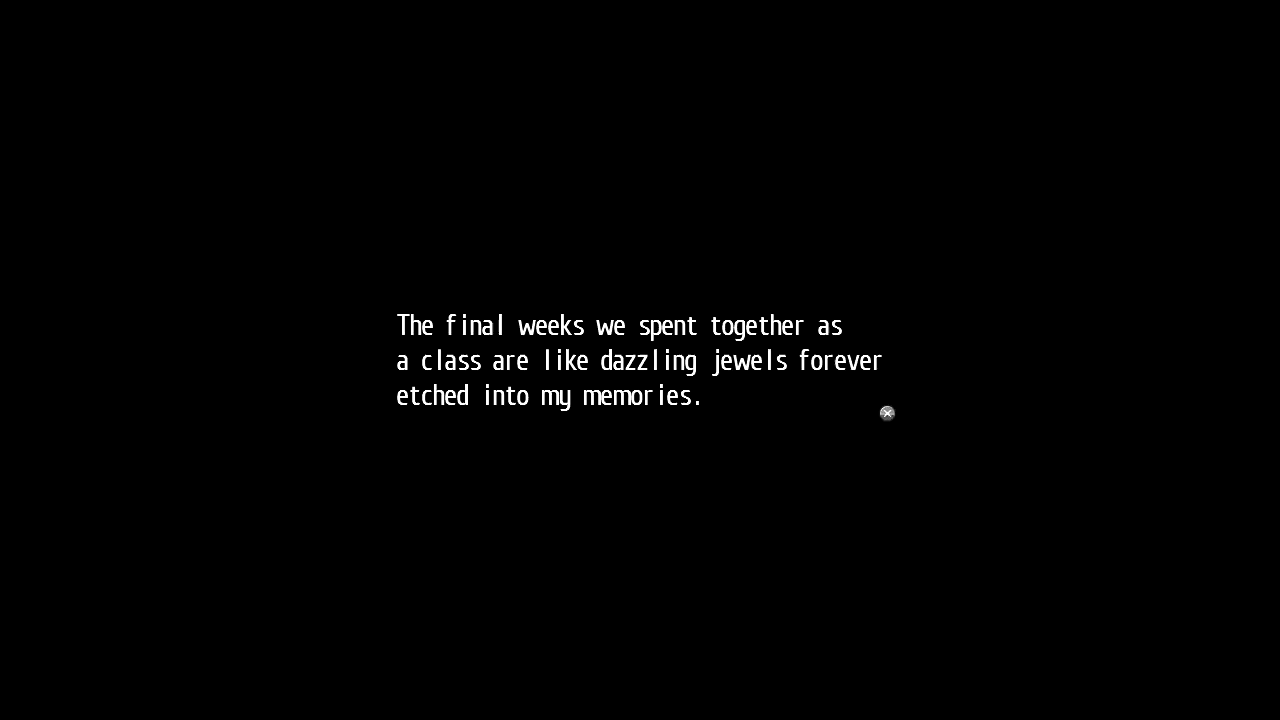 The final weeks we spent together as
a class are like dazzling jewels forever
etched into my memories.